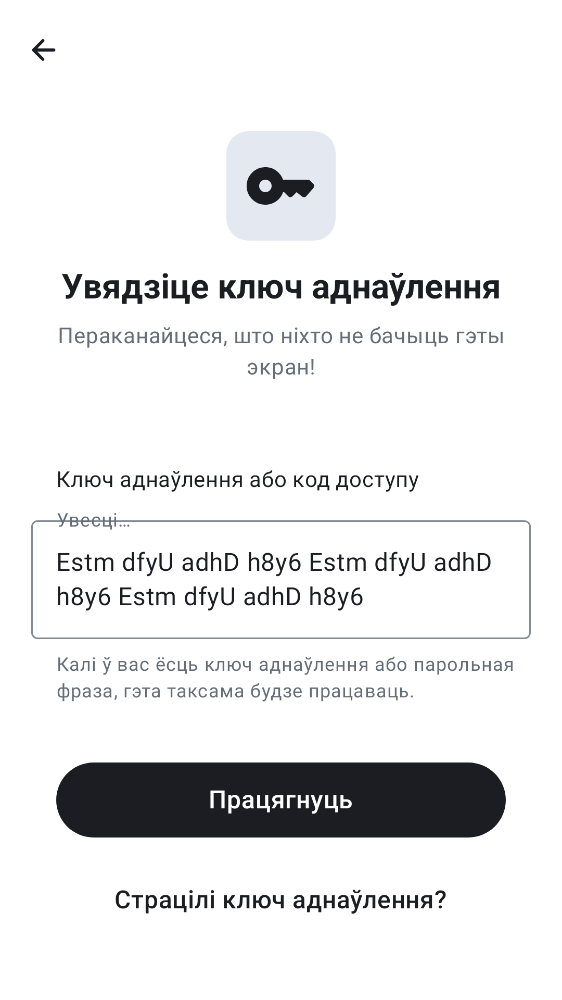 Увядзіце ключ аднаўлення
Пераканайцеся, што ніхто не бачыць гэты
экран!
Ключ аднаўлення або код доступу
Увесці…
Estm dfyU adhD h8y6 Estm dfyU adhD
h8y6 Estm dfyU adhD h8y6
Калі ў вас ёсць ключ аднаўлення або парольная
фраза, гэта таксама будзе працаваць.
Працягнуць
Страцілі ключ аднаўлення?